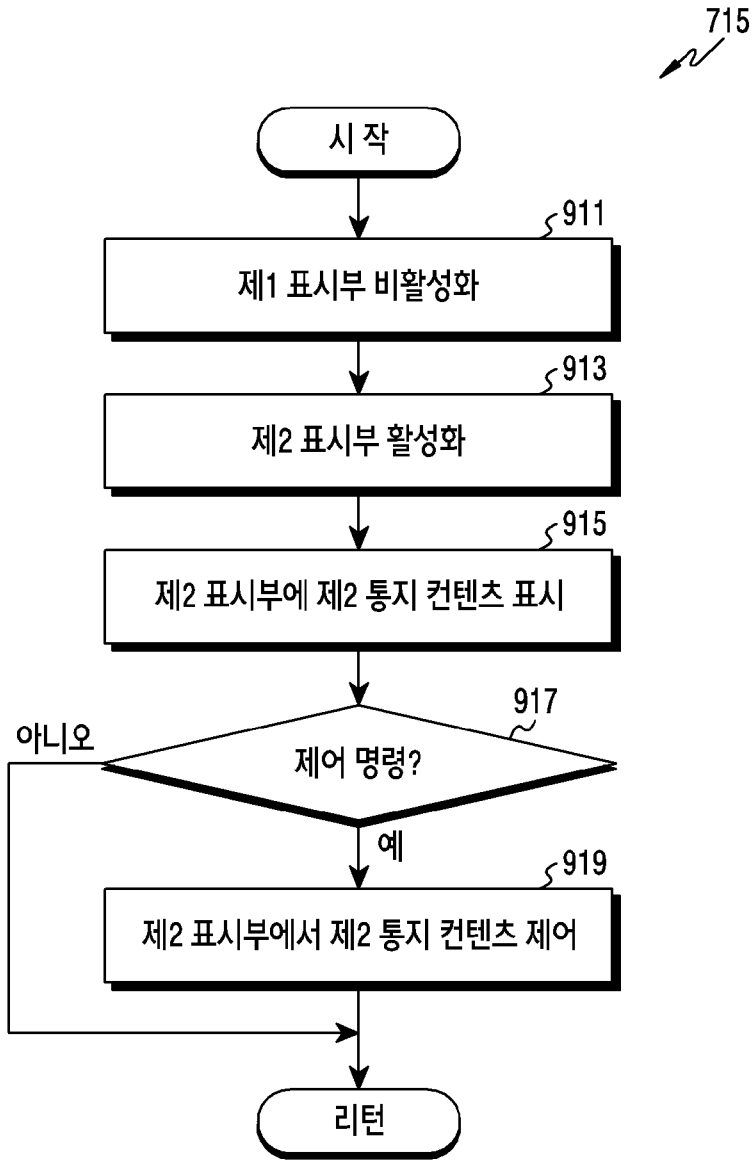 715
시 작
911
제1 표시부 비활성화
913
제2 표시부 활성화
915
제2 표시부에 제2 통지 컨텐츠 표시
917
아니오
제어 명령?
예
919
제2 표시부에서 제2 통지 컨텐츠 제어
리턴